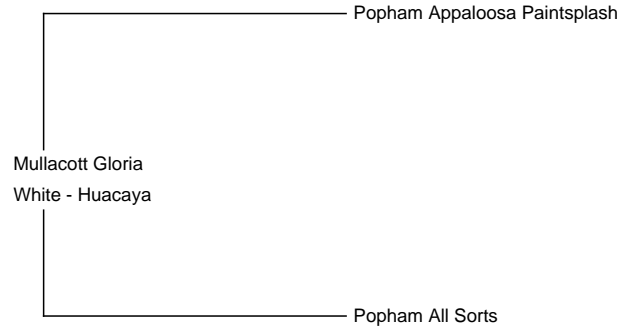 Popham Appaloosa Paintsplash
Mullacott Gloria
White - Huacaya
Popham All Sorts